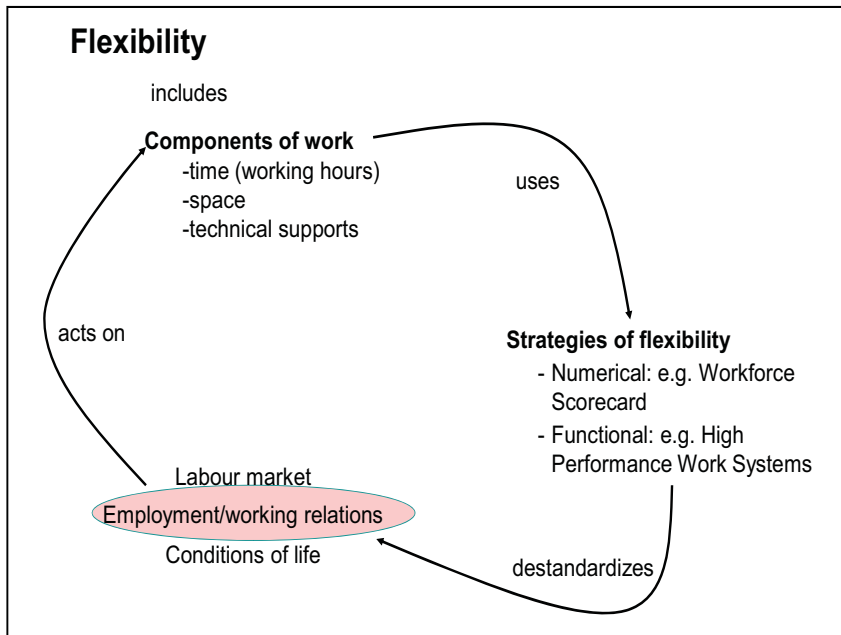 Flexibility
includes
Components of work
-time (working hours)
-space
-technical supports
uses
acts on
Strategies of flexibility
- Numerical: e.g. Workforce
Scorecard
- Functional: e.g. High
Performance Work Systems
Labour market
Employment/working relations
Conditions of life
destandardizes